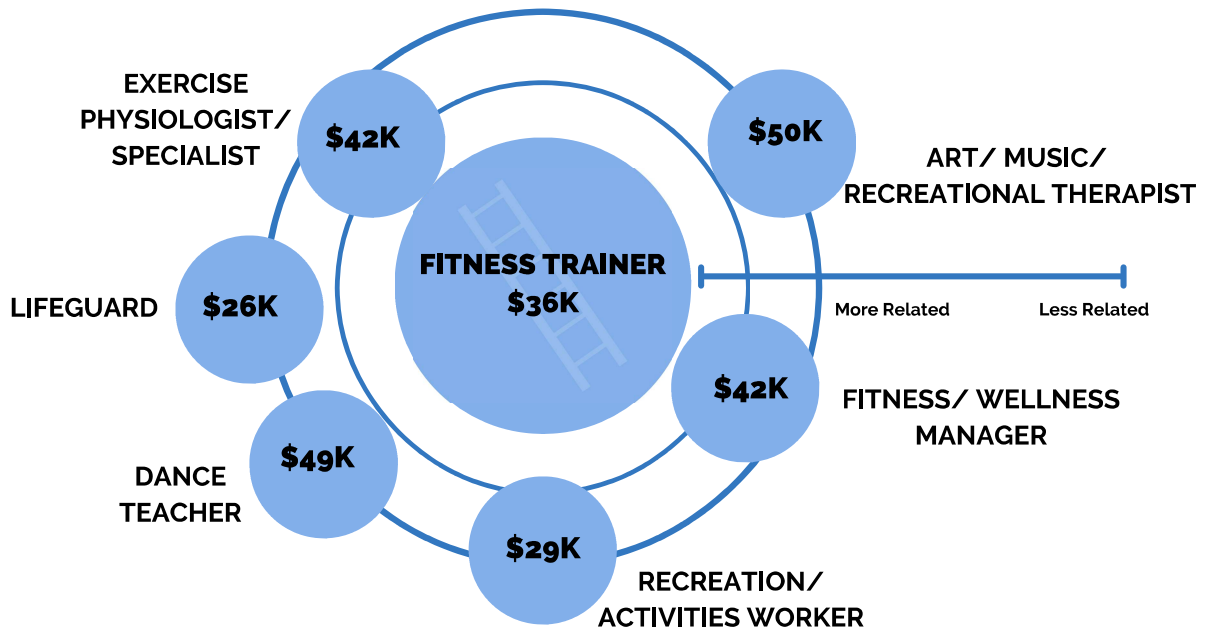 EXERCISE
PHYSIOLOGIST/
SPECIALIST
$42K
$50K
ART/ MUSIC/
RECREATIONAL THERAPIST
FITNESS TRAINER
$36K
LIFEGUARD
$26K
More Related
Less Related
$42K
FITNESS/ WELLNESS
MANAGER
$49K
DANCE
TEACHER
$29K
RECREATION/
ACTIVITIES WORKER